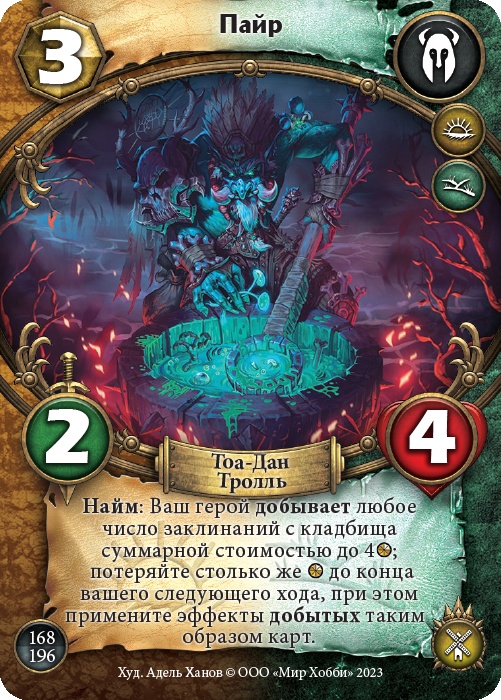 Пайр
3
2
4
Тоа-Дан
Тролль
Найм: Ваш герой добывает любое
число заклинаний с кладбища
суммарной стоимостью до 4;
потеряйте столько же до конца
вашего следующего хода, при этом
примените эффекты добытых таким
образом карт.
168
196
Худ. Адель Ханов © ООО «Мир Хобби» 2023